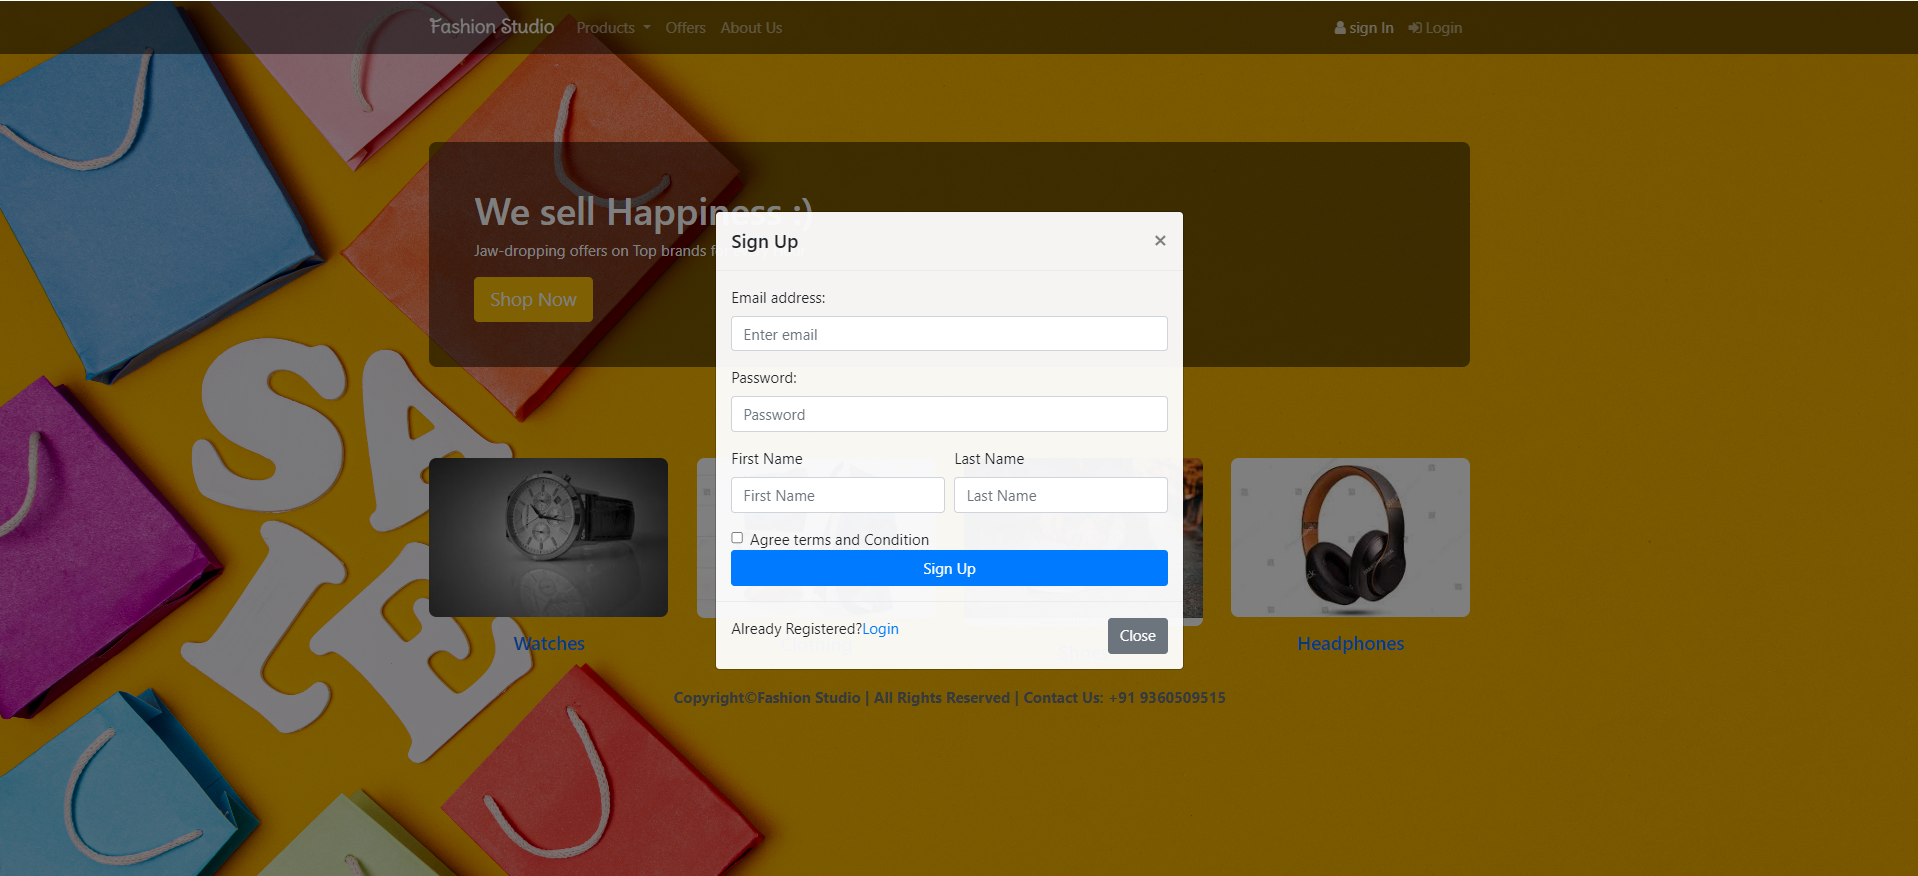 Fashion Studio Products Offers About Us sign In Login
We sell Happiness :)
Jaw-dropping offers on Top brands
Shop Now
Sign Up ×
Email address:
Enter email
Password:
Password
First Name Last Name
First Name Last Name
Agree terms and Condition
Sign Up
Already Registered?Login
Close
Watches Clothing Headphones
Copyright©Fashion Studio | All Rights Reserved | Contact Us: +91 9360509515
SA
LE